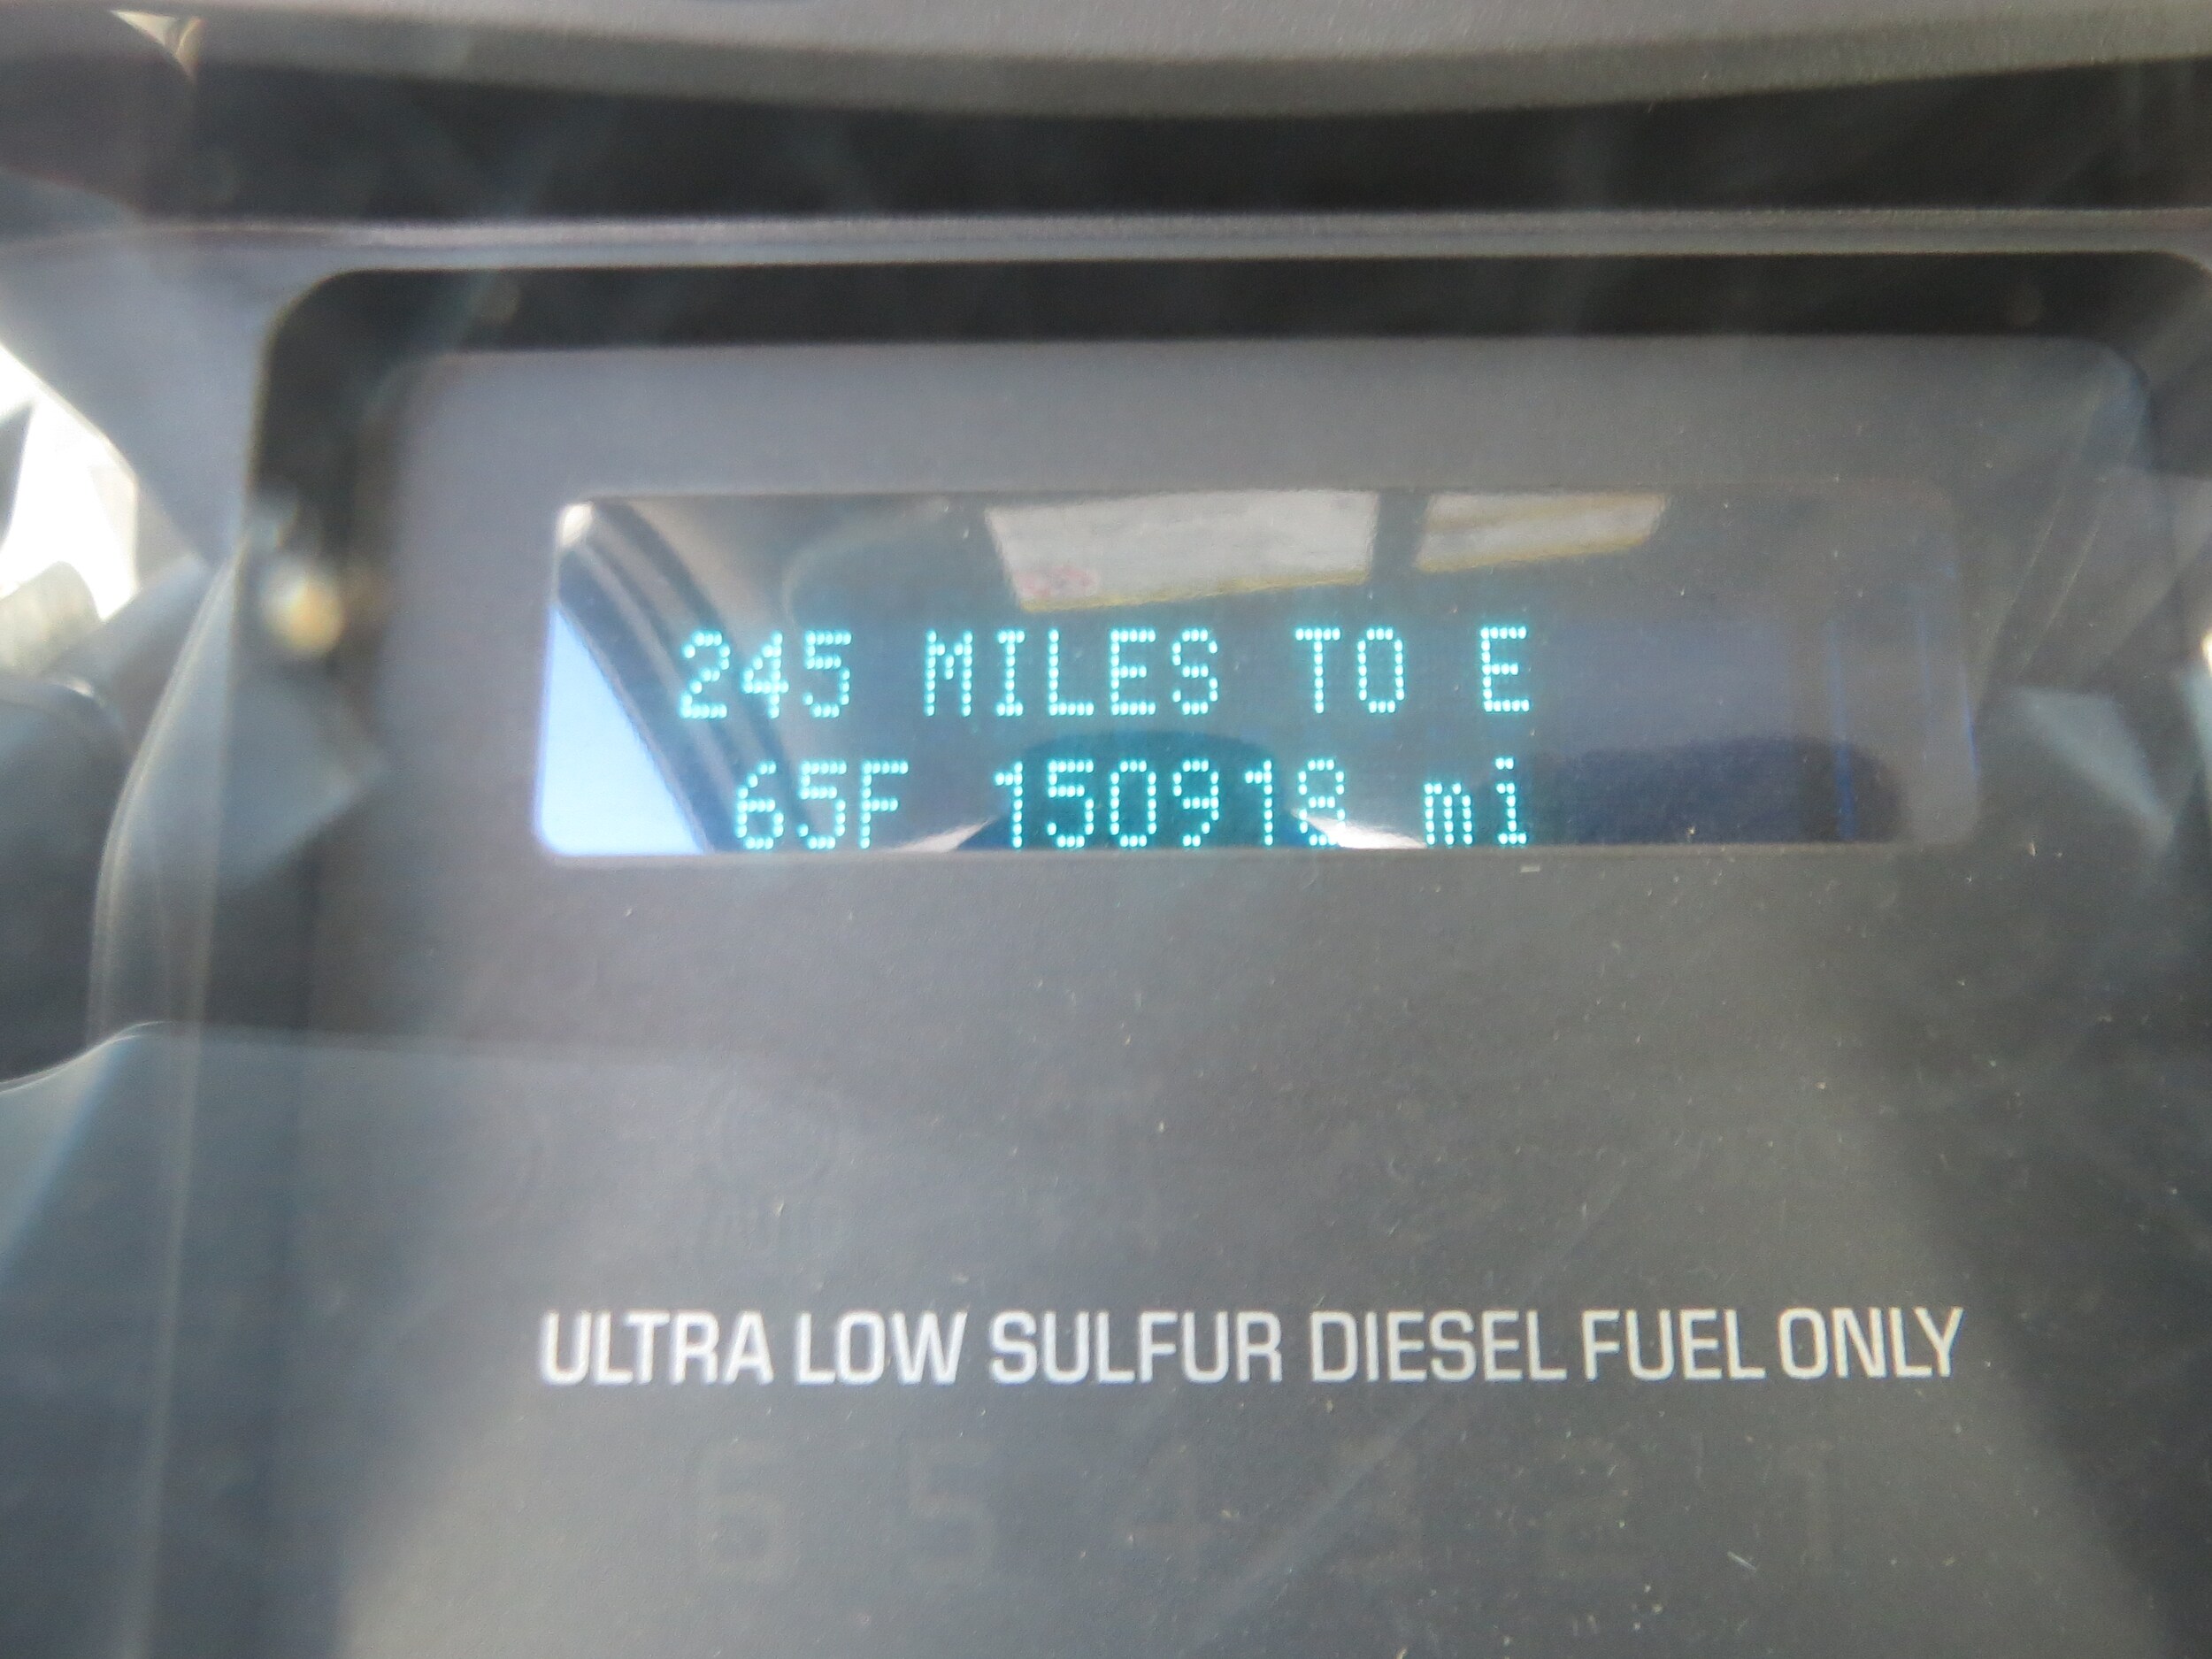 245 MILES TO E
65F 150918 mi
ULTRA LOW SULFUR DIESEL FUEL ONLY